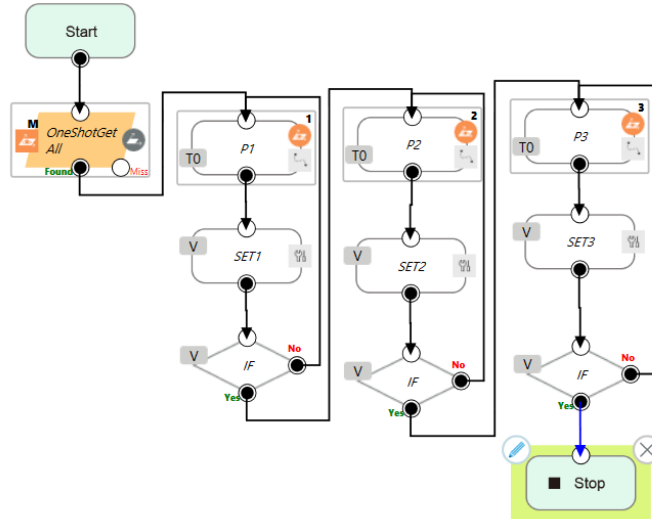 Start
M
OneShotGet
All
Found
Miss
1
P1
T0
V
SET1
V
IF
No
Yes
2
P2
T0
V
SET2
V
IF
No
Yes
3
P3
T0
V
SET3
V
IF
No
Yes
Stop